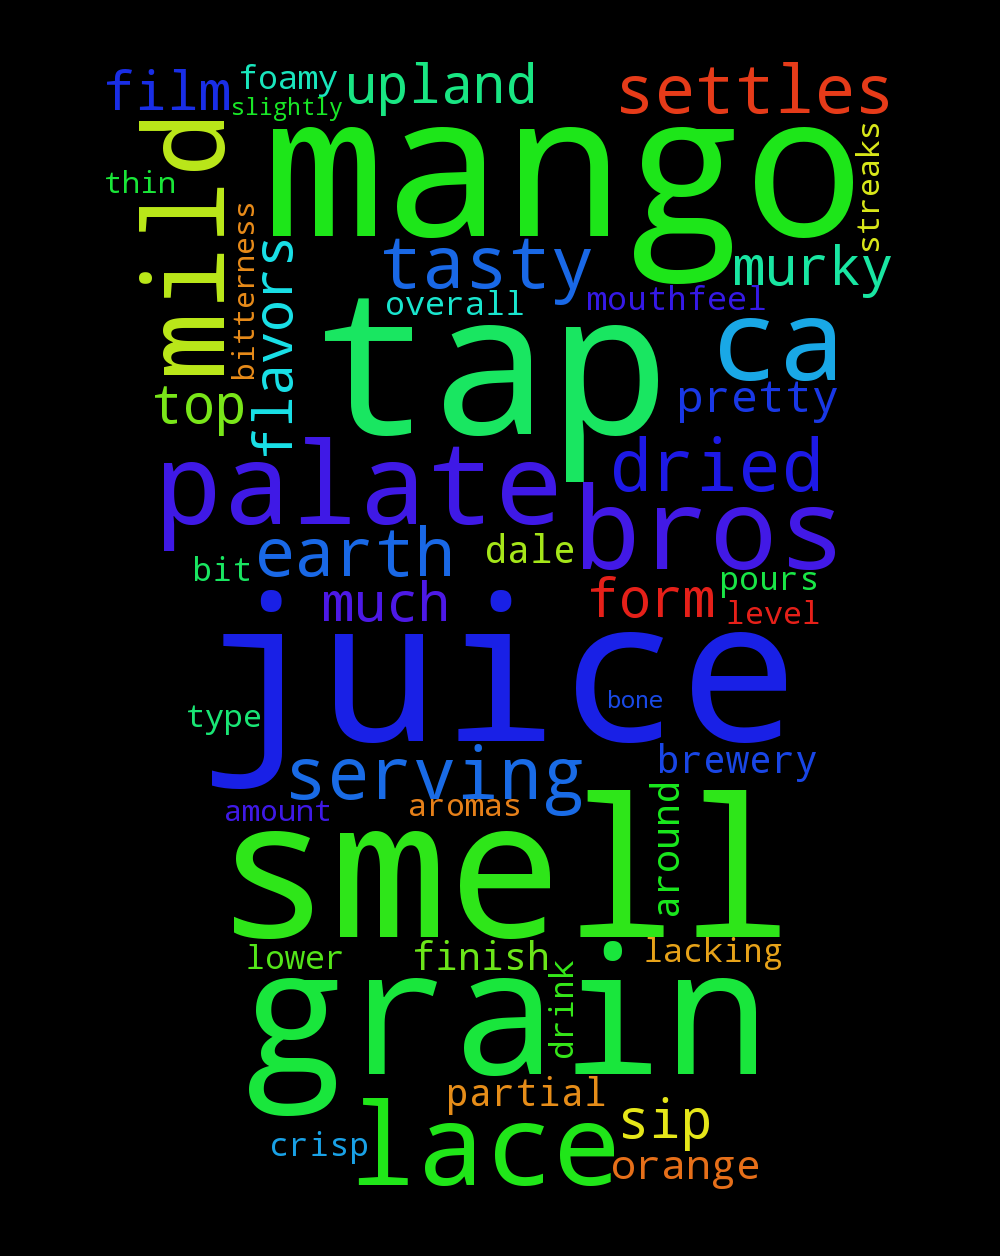 film
foamy
upland
settles
slightly
mango
mild
streaks
thin
bitterness
flavors
tasty
murky
overall
mouthfeel
tap
ca
top
pretty
palate
dried
bros
earth
dale
bit
much
form
pours
level
juice
bone
type
serving
brewery
amount
aromas
around
smell
lower
finish
lacking
grain
drink
partial
lace
sip
crisp
orange